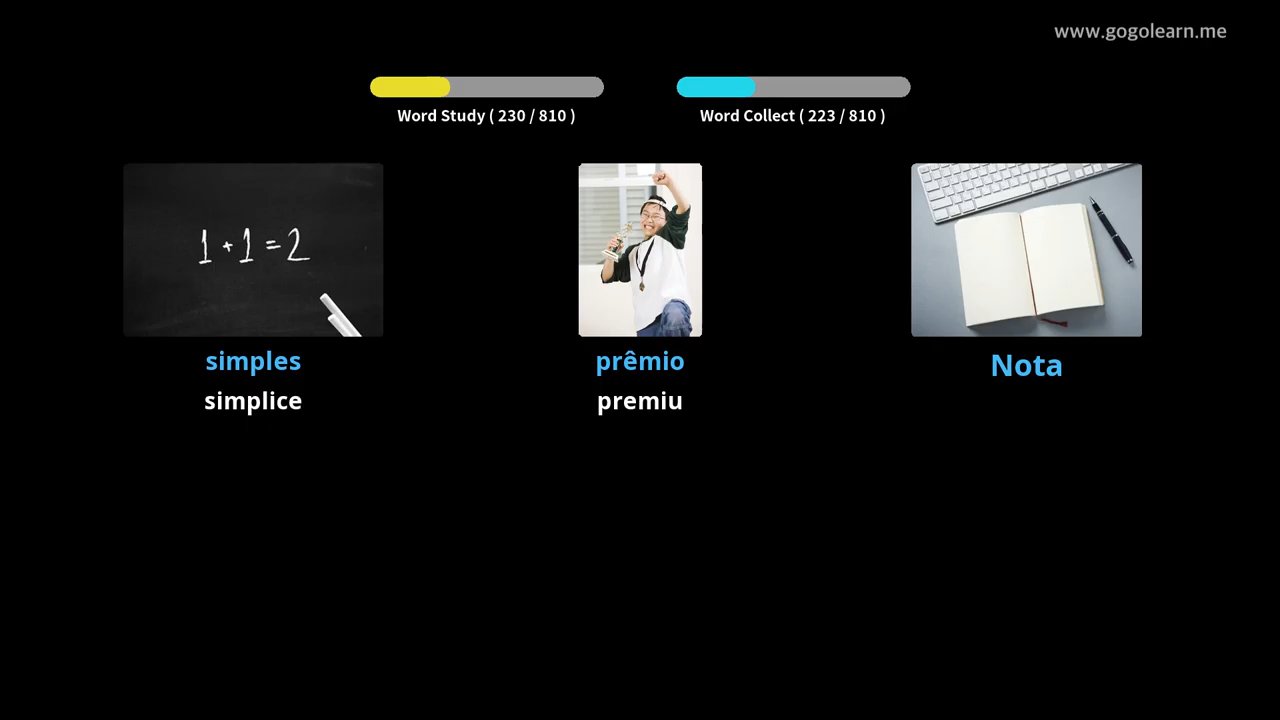 www.gogolearn.me
Word Study ( 230 / 810 )
Word Collect ( 223 / 810 )
1 + 1 = 2
simples
simplice
prêmio
premiu
Nota